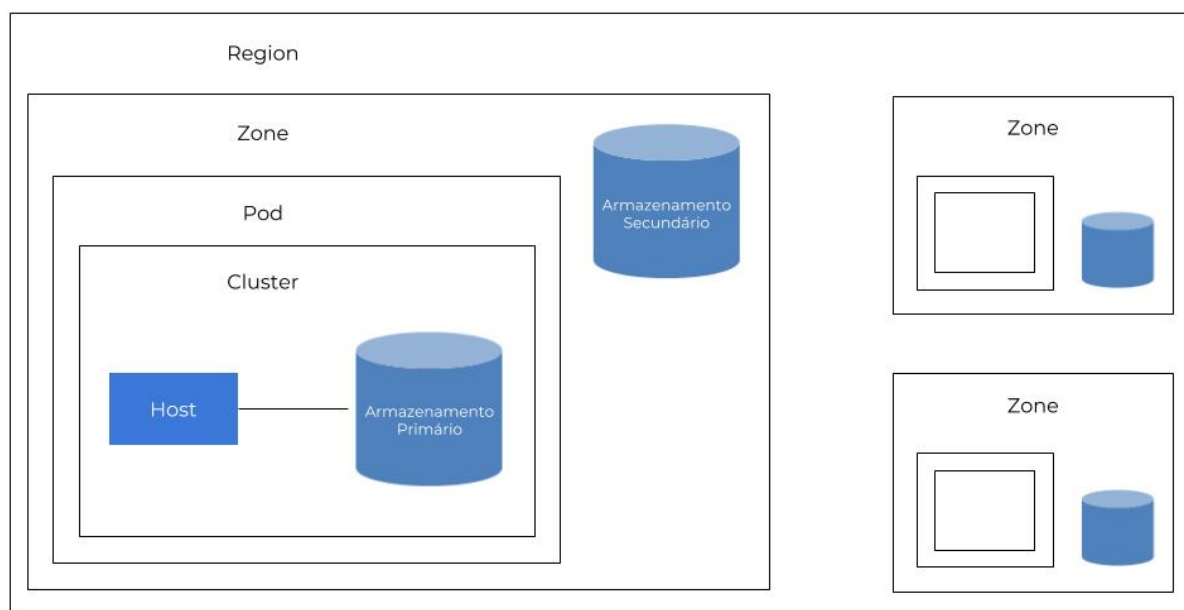 Region
Zone
Pod
Cluster
Host
Armazenamento
Primário
Armazenamento
Secundário
Zone
Zone